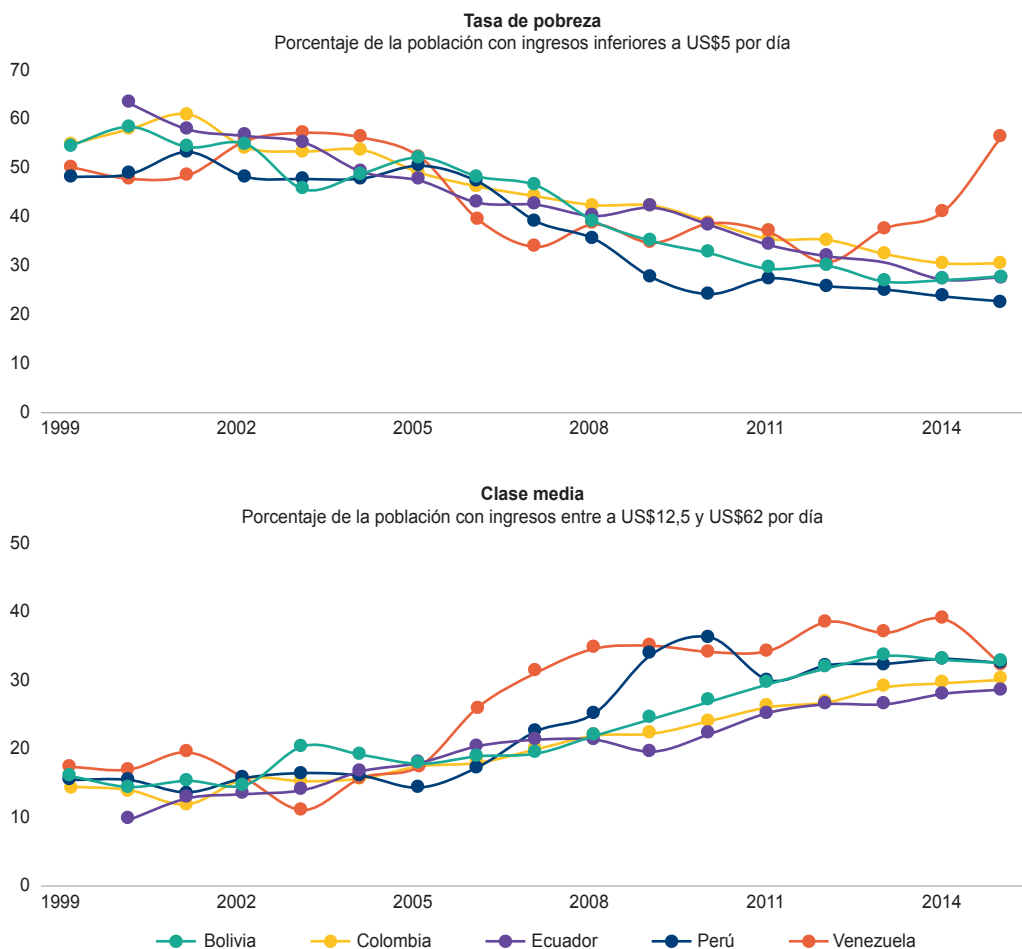 Tasa de pobreza
Porcentaje de la población con ingresos inferiores a US$5 por día
70
60
50
40
30
20
10
0
1999 2002 2005 2008 2011 2014
Clase media
Porcentaje de la población con ingresos entre a US$12,5 y US$62 por día
50
40
30
20
10
0
1999 2002 2005 2008 2011 2014
Bolivia Colombia Ecuador Perú Venezuela